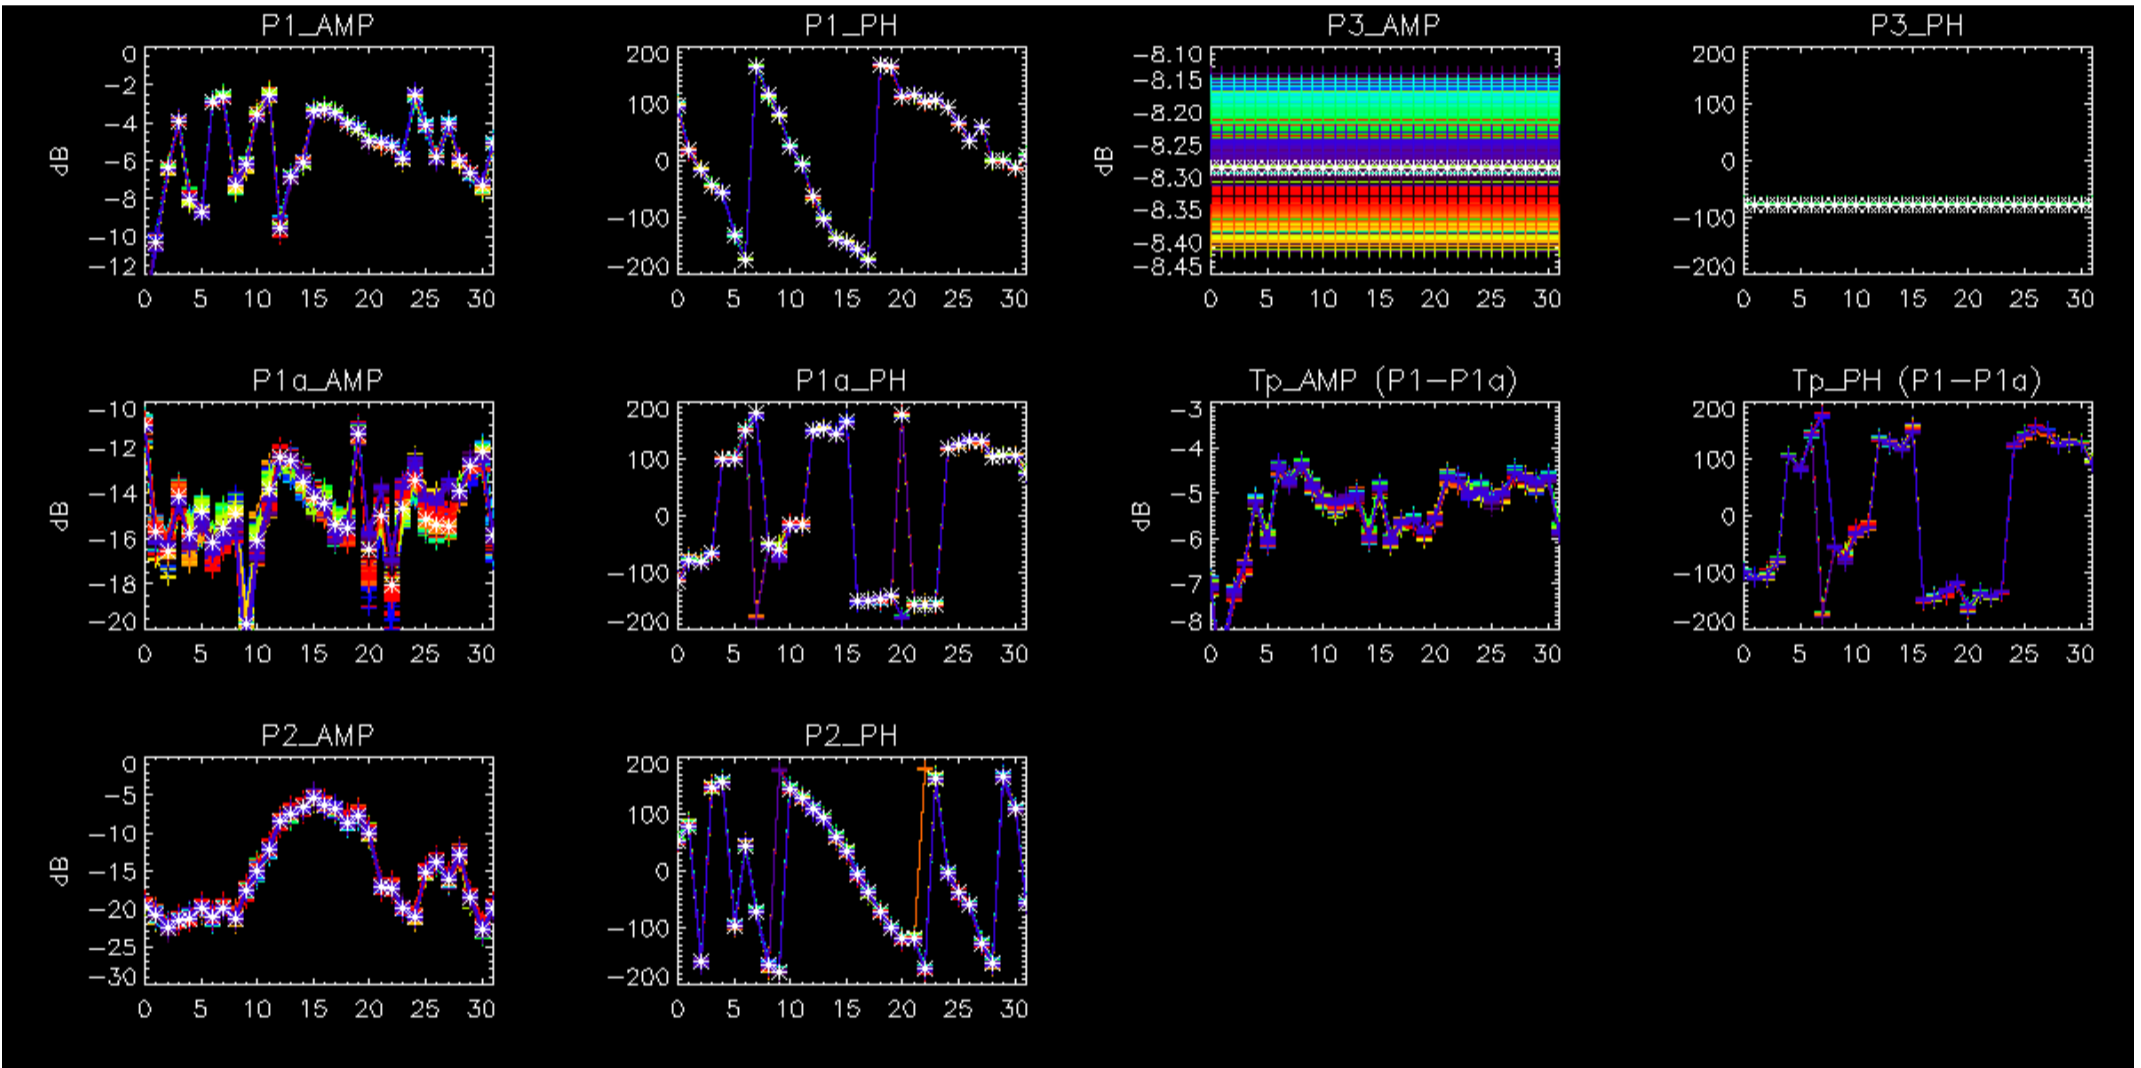 P1_AMP
P1_PH
P3_AMP
P3_PH
dB
0
-2
-4
-6
-8
-10
-12
0 5 10 15 20 25 30
200
100
0
-100
-200
0 5 10 15 20 25 30
dB
-8.10
-8.15
-8.20
-8.25
-8.30
-8.35
-8.40
-8.45
0 5 10 15 20 25 30
200
100
0
-100
-200
0 5 10 15 20 25 30
P1a_AMP
P1a_PH
Tp_AMP (P1-P1a)
Tp_PH (P1-P1a)
dB
-10
-12
-14
-16
-18
-20
0 5 10 15 20 25 30
200
100
0
-100
-200
0 5 10 15 20 25 30
dB
-3
-4
-5
-6
-7
-8
0 5 10 15 20 25 30
200
100
0
-100
-200
0 5 10 15 20 25 30
P2_AMP
P2_PH
dB
0
-5
-10
-15
-20
-25
-30
0 5 10 15 20 25 30
200
100
0
-100
-200
0 5 10 15 20 25 30